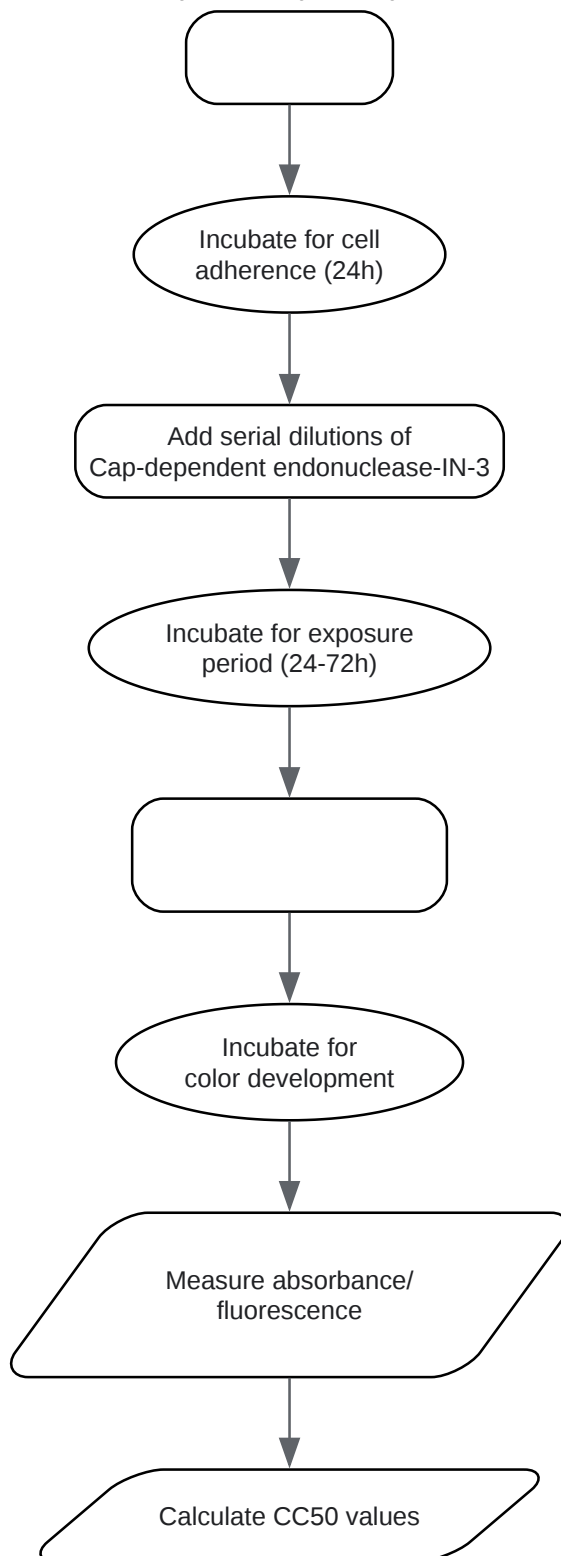 Incubate for cell
adherence (24h)
Add serial dilutions of
Cap-dependent endonuclease-IN-3
Incubate for exposure
period (24-72h)
Incubate for
color development
Measure absorbance/
fluorescence
Calculate CC50 values